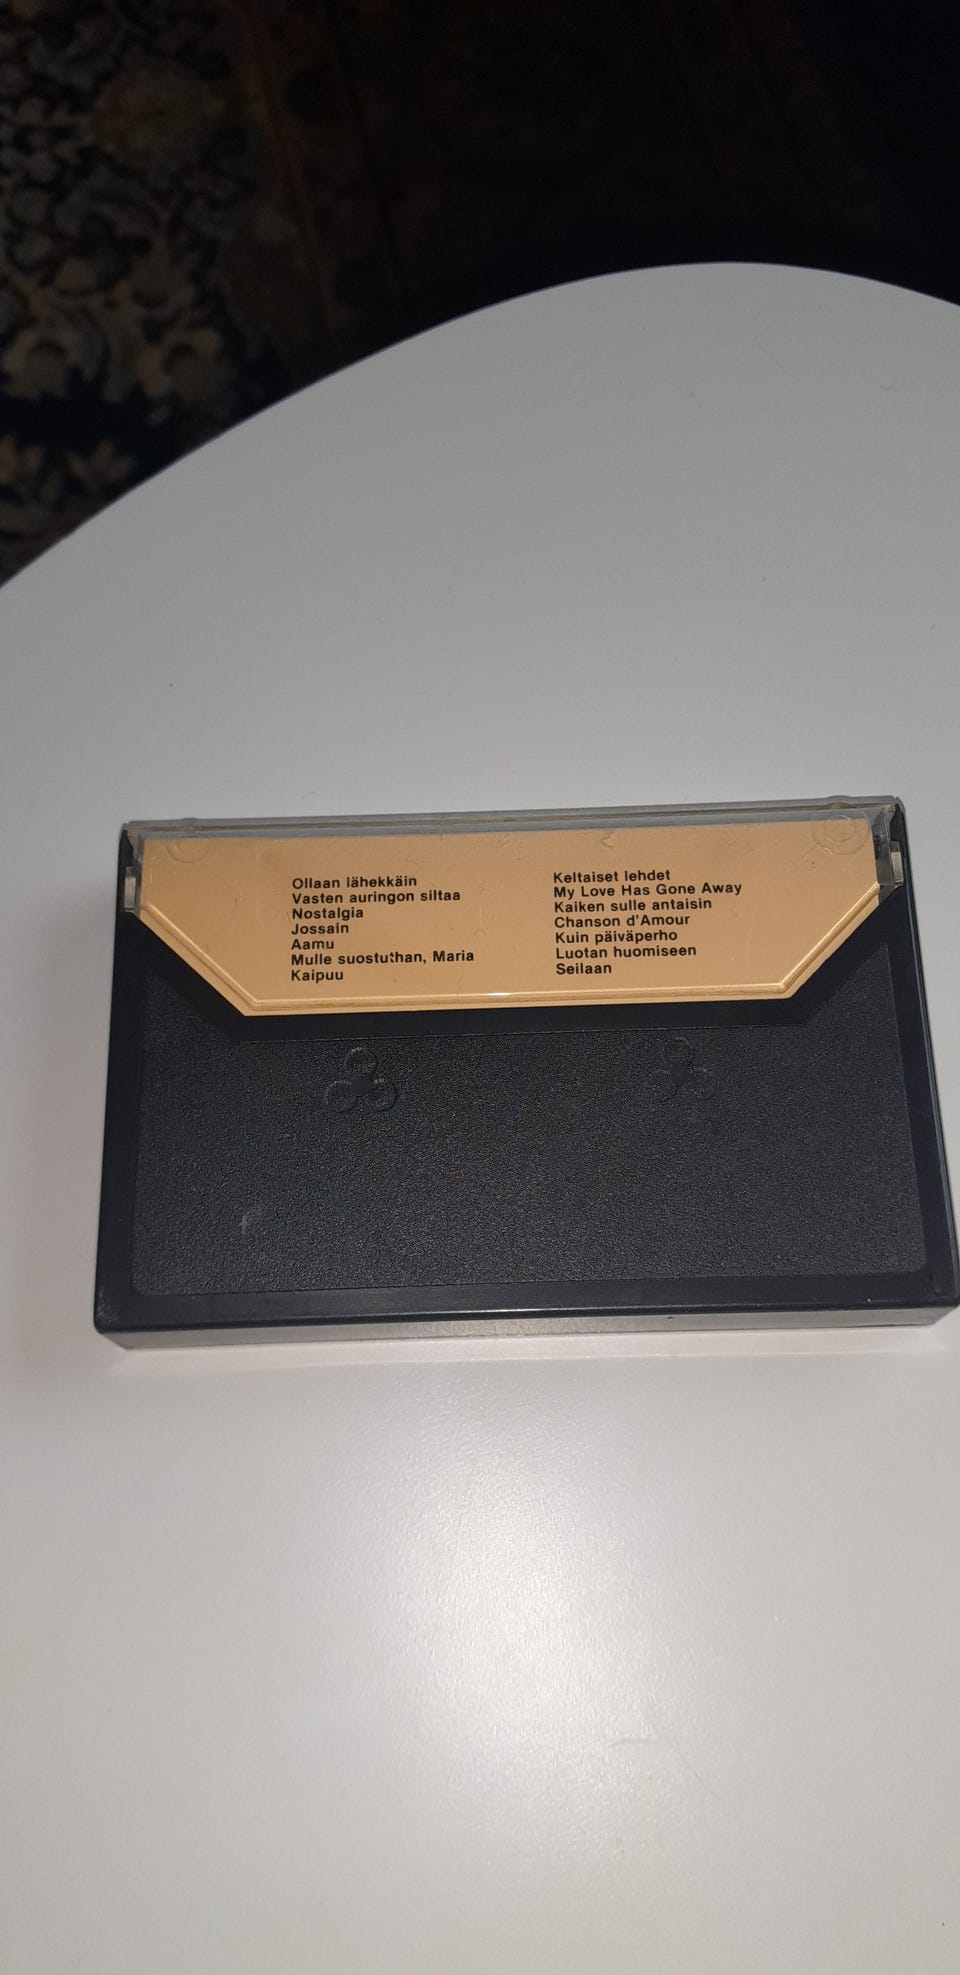 Ollaan lähekkäin
Vasten auringon siltaa
Nostalgia
Jossain
Aamu
Mulle suostuthan, Maria
Kaipuu
Keltaiset lehdet
My Love Has Gone Away
Kaiken sulle antaisin
Chanson d'Amour
Kuin päiväperho
Luotan huomiseen
Seilaan